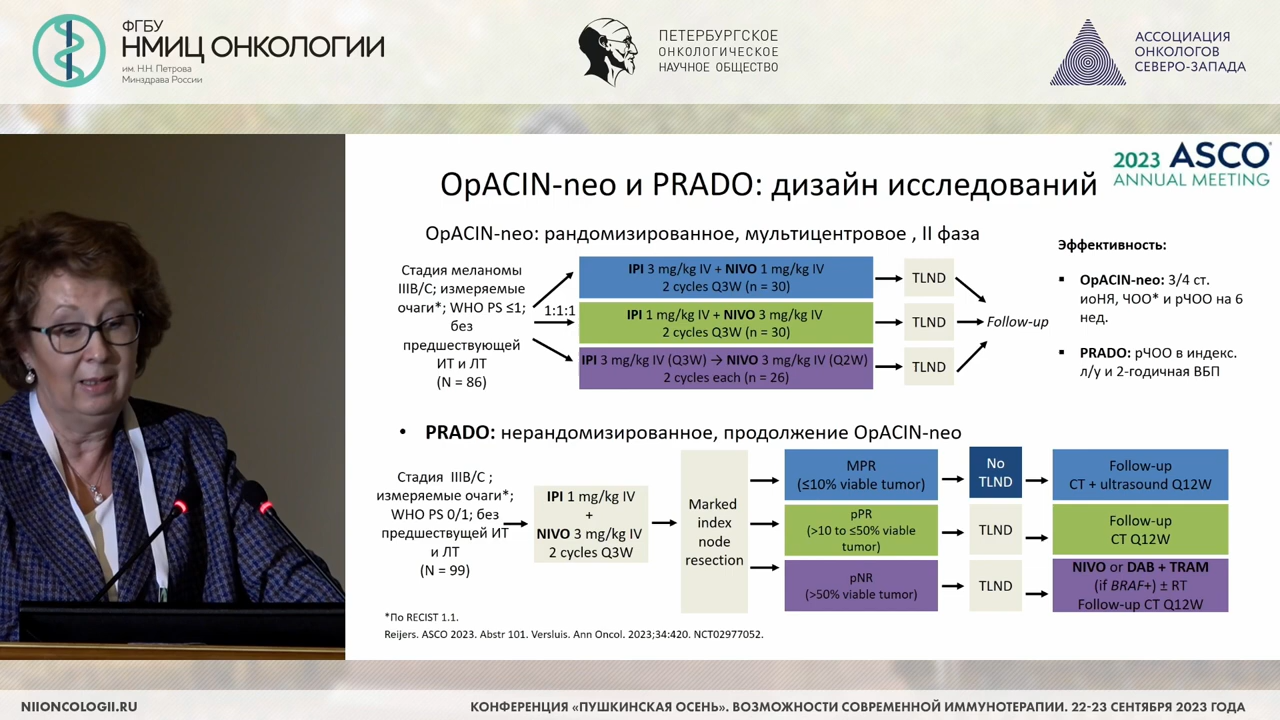 ФГБУ
НМИЦ ОНКОЛОГИИ
им. Н.Н. Петрова
Минздрава России
ПЕТЕРБУРГСКОЕ
ОНКОЛОГИЧЕСКОЕ
НАУЧНОЕ ОБЩЕСТВО
АССОЦИАЦИЯ
ОНКОЛОГОВ
СЕВЕРО-ЗАПАДА
2023 ASCO®
ANNUAL MEETING
OpACIN-neo и PRADO: дизайн исследований
OpACIN-neo: рандомизированное, мультицентровое , II фаза
Стадия меланомы
IIIB/C; измеряемые
очаги*; WHO PS ≤1;
без
предшествующей
ИТ и ЛТ
(N = 86)
1:1:1
IPI 3 mg/kg IV + NIVO 1 mg/kg IV
2 cycles Q3W (n = 30)
TLND
IPI 1 mg/kg IV + NIVO 3 mg/kg IV
2 cycles Q3W (n = 30)
TLND
IPI 3 mg/kg IV (Q3W) → NIVO 3 mg/kg IV (Q2W)
2 cycles each (n = 26)
TLND
Follow-up
Эффективность:
▪ OpACIN-neo: 3/4 ст.
иоНЯ, ЧОО* и рЧОО на 6
нед.
▪ PRADO: рЧОО в индекс.
л/у и 2-годичная ВБП
• PRADO: нерандомизированное, продолжение OpACIN-neo
Стадия IIIB/C ;
измеряемые очаги*;
WHO PS 0/1; без
предшествущей ИТ
и ЛТ
(N = 99)
IPI 1 mg/kg IV
+
NIVO 3 mg/kg IV
2 cycles Q3W
Marked
index
node
resection
MPR
(≤10% viable tumor)
No
TLND
Follow-up
CT + ultrasound Q12W
pPR
(>10 to ≤50% viable
tumor)
TLND
Follow-up
CT Q12W
pNR
(>50% viable tumor)
TLND
NIVO or DAB + TRAM
(if BRAF+) ± RT
Follow-up CT Q12W
*По RECIST 1.1.
Reijers. ASCO 2023. Abstr 101. Versluis. Ann Oncol. 2023;34:420. NCT02977052.
NIIONCOLOGII.RU
КОНФЕРЕНЦИЯ «ПУШКИНСКАЯ ОСЕНЬ». ВОЗМОЖНОСТИ СОВРЕМЕННОЙ ИММУНОТЕРАПИИ. 22-23 СЕНТЯБРЯ 2023 ГОДА